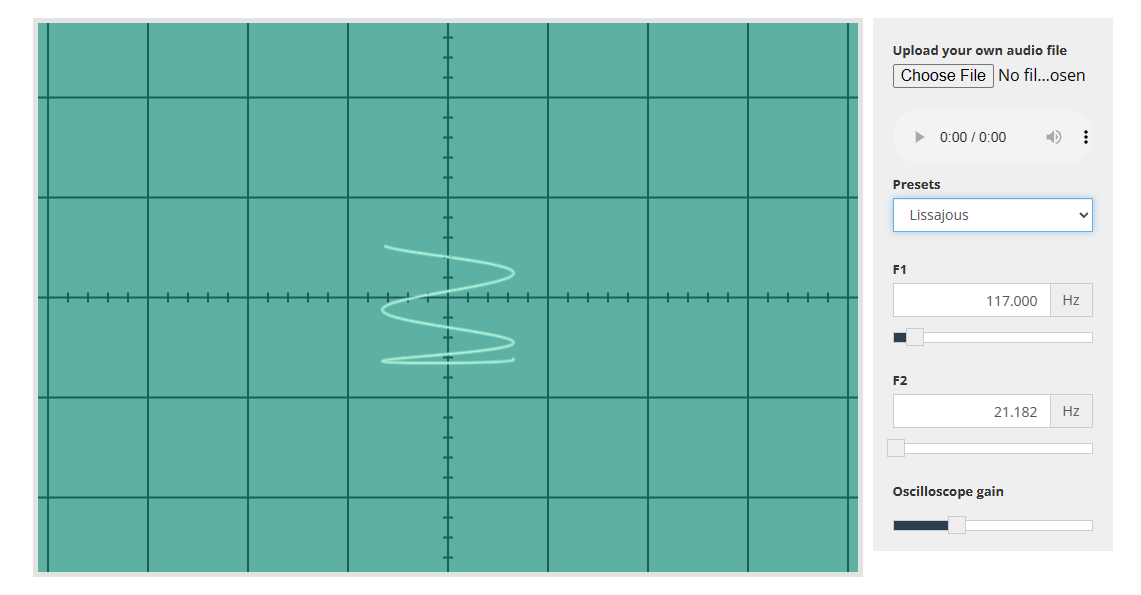 Upload your own audio file
Choose File No fil...osen
0:00 / 0:00
Presets
Lissajous
F1
117.000 Hz
F2
21.182 Hz
Oscilloscope gain